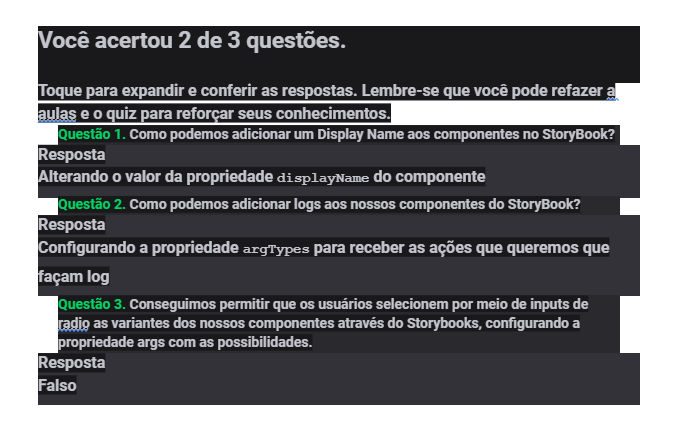 Você acertou 2 de 3 questões.
Toque para expandir e conferir as respostas. Lembre-se que você pode refazer a
aulas e o quiz para reforçar seus conhecimentos.
Questão 1. Como podemos adicionar um Display Name aos componentes no StoryBook?
Resposta
Alterando o valor da propriedade displayName do componente
Questão 2. Como podemos adicionar logs aos nossos componentes do StoryBook?
Resposta
Configurando a propriedade argTypes para receber as ações que queremos que
façam log
Questão 3. Conseguimos permitir que os usuários selecionem por meio de inputs de
radio as variantes dos nossos componentes através do Storybooks, configurando a
propriedade args com as possibilidades.
Resposta
Falso